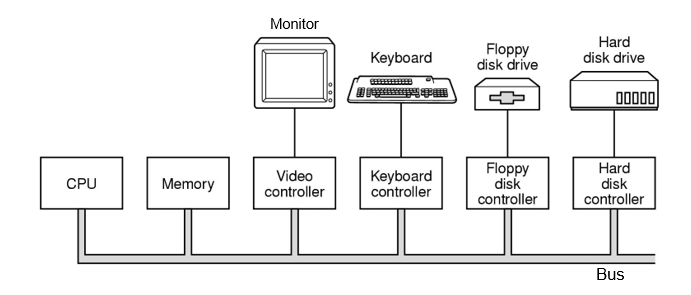 Monitor
Keyboard
Floppy
disk drive
Hard
disk drive
CPU
Memory
Video
controller
Keyboard
controller
Floppy
disk
controller
Hard
disk
controller
Bus